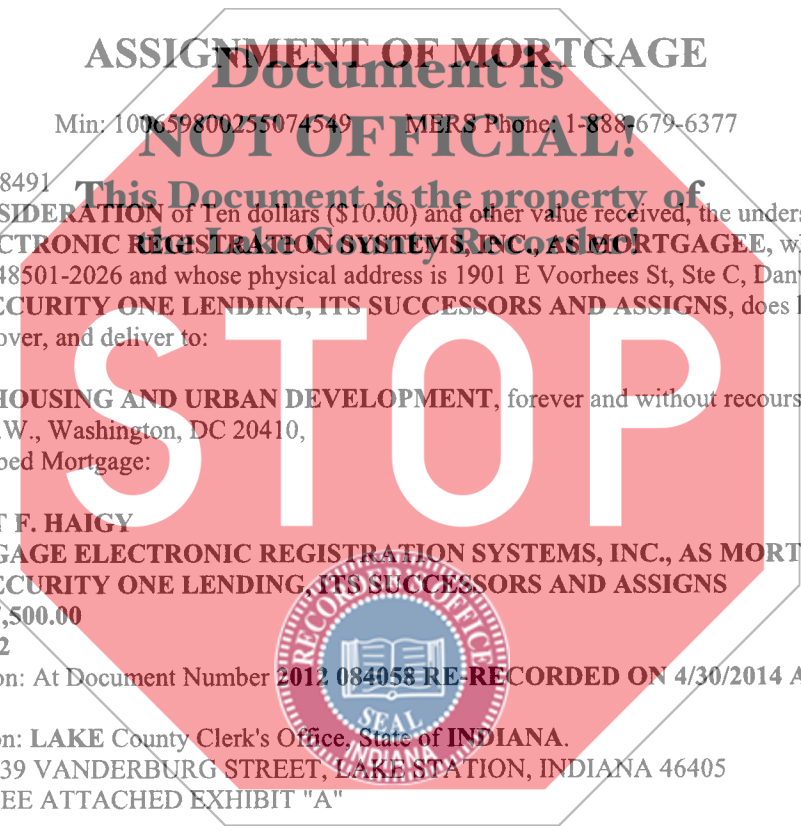 ASSIGNMENT OF MORTGAGE
Document is
Min: 100659800255074549 MERS Phone: 1-888-679-6377
NOT OFFICIAL!
8491
This Document is the property of
SIDERATION of Ten dollars ($10.00) and other value received, the unders
the Lake County Recorder!
CTRONIC REGISTRATION SYSTEMS, INC., AS MORTGAGEE, w
48501-2026 and whose physical address is 1901 E Voorhees St, Ste C, Dan
ECURITY ONE LENDING, ITS SUCCESSORS AND ASSIGNS, does
over, and deliver to:
STOP
HOUSING AND URBAN DEVELOPMENT, forever and without recours
.W., Washington, DC 20410,
bed Mortgage:
T F. HAIGY
GAGE ELECTRONIC REGISTRATION SYSTEMS, INC., AS MORT
ECURITY ONE LENDING, ITS SUCCESSORS AND ASSIGNS
,500.00
2
on: At Document Number 2012 084058 RE-RECORDED ON 4/30/2014 A
on: LAKE County Clerk's Office, State of INDIANA.
39 VANDERBURG STREET, LAKE STATION, INDIANA 46405
EE ATTACHED EXHIBIT "A"
RECORDER'S OFFICE
SEAL
INDIANA